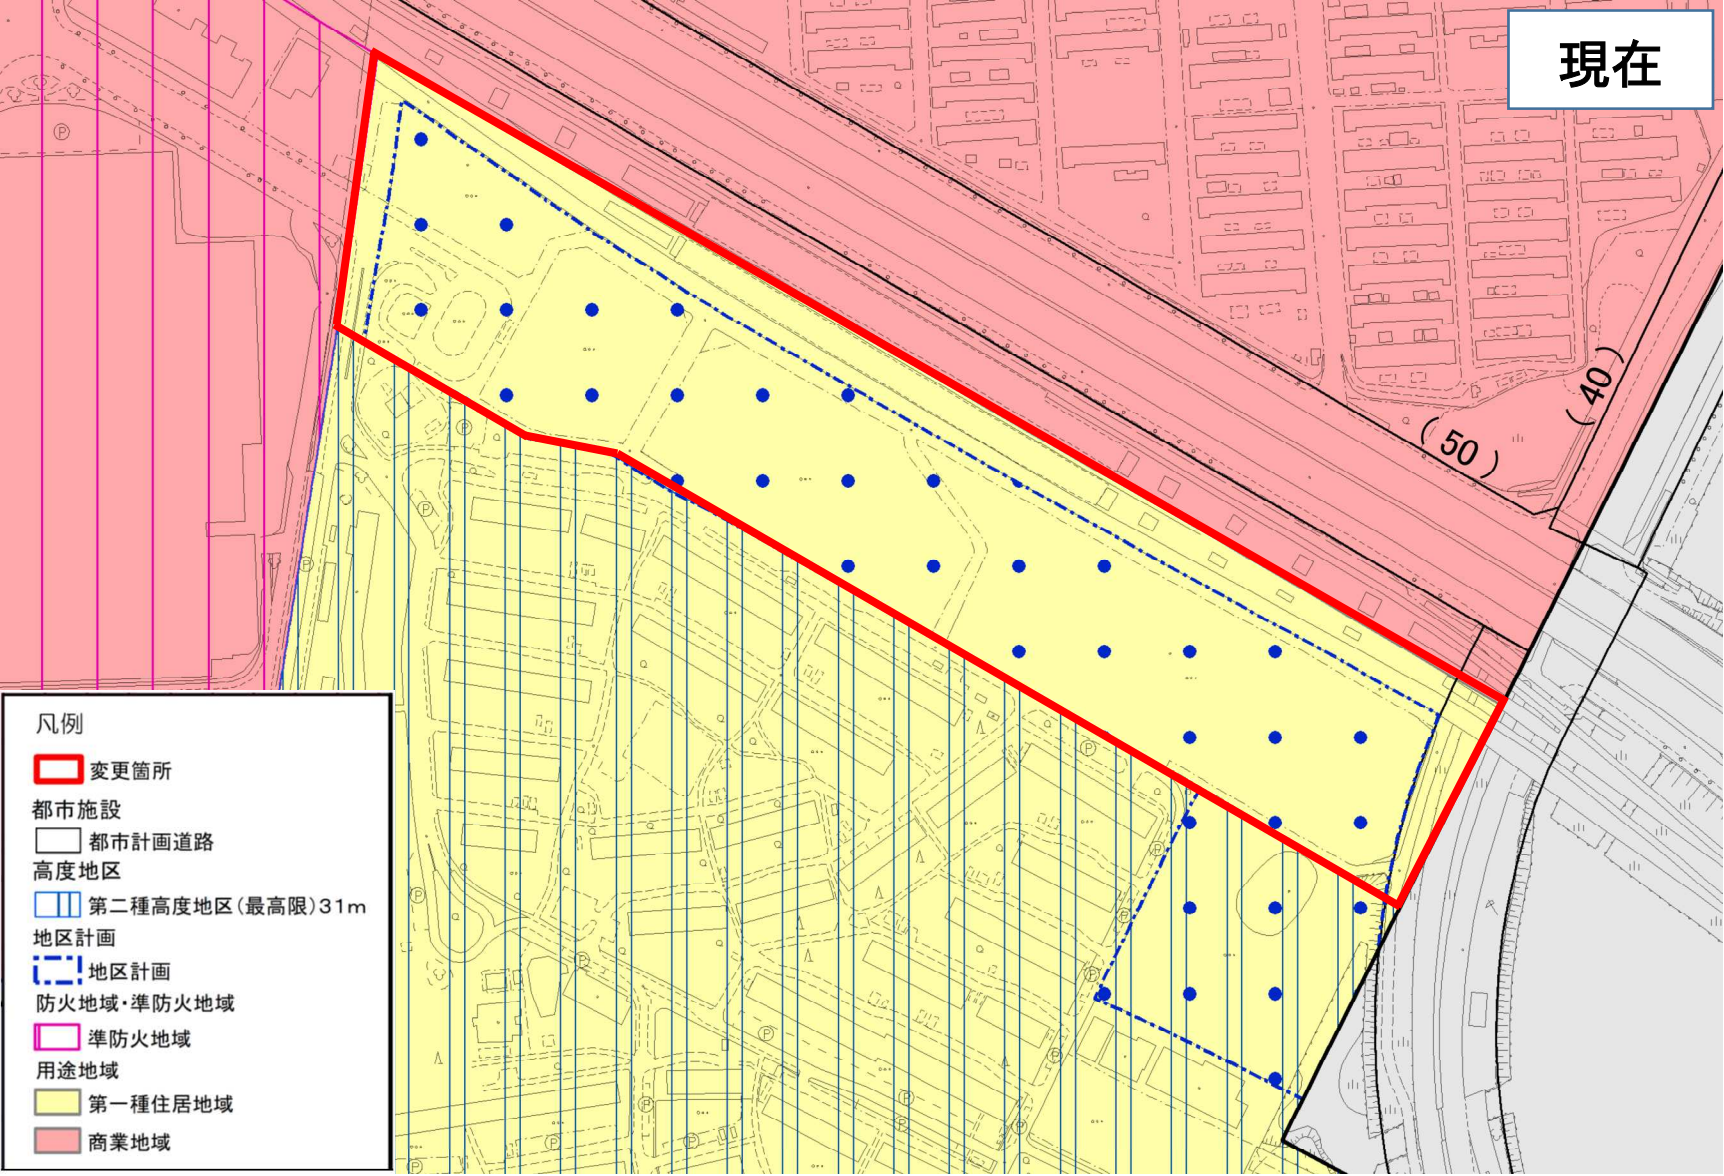 現在
(40)
(50)
凡例
変更箇所
都市施設
都市計画道路
高度地区
第二種高度地区(最高限)31m
地区計画
地区計画
防火地域・準防火地域
準防火地域
用途地域
第一種住居地域
商業地域